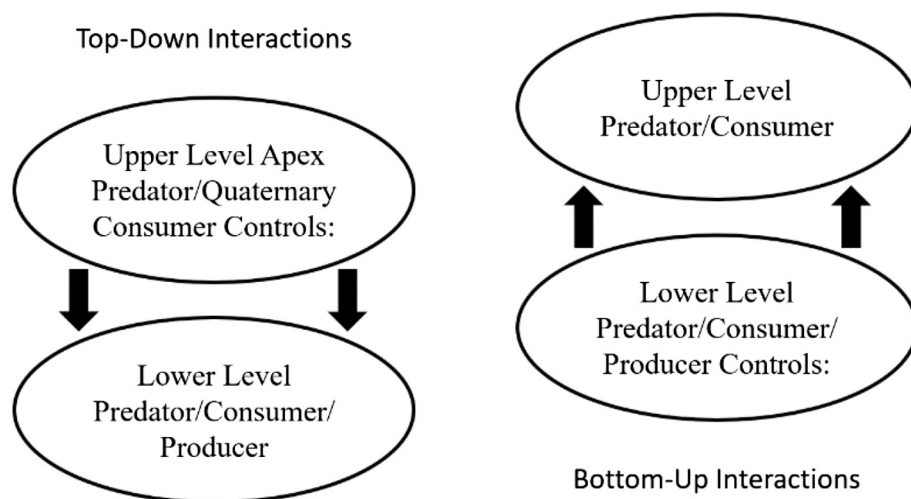 Top-Down Interactions
Upper Level Apex
Predator/Quaternary
Consumer Controls:
Lower Level
Predator/Consumer/
Producer
Upper Level
Predator/Consumer
Lower Level
Predator/Consumer/
Producer Controls:
Bottom-Up Interactions